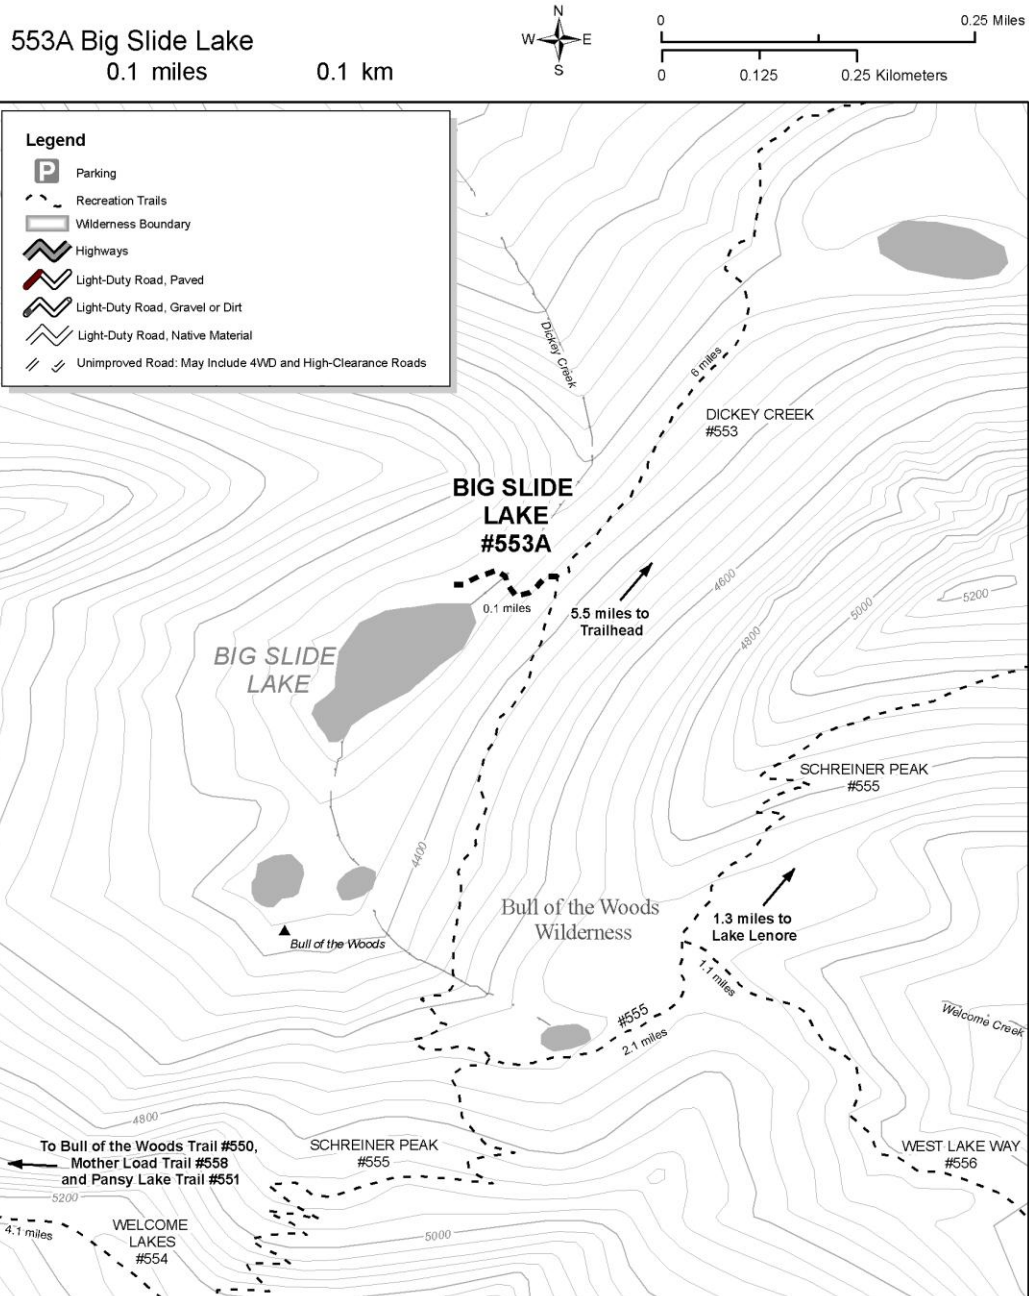 553A Big Slide Lake
0.1 miles 0.1 km
N
W E
S
0 0.25 Miles
0 0.125 0.25 Kilometers
Legend
P Parking
Recreation Trails
Wilderness Boundary
Highways
Light-Duty Road, Paved
Light-Duty Road, Gravel or Dirt
Light-Duty Road, Native Material
Unimproved Road: May Include 4WD and High-Clearance Roads
Dickey Creek
6 miles
DICKEY CREEK
#553
BIG SLIDE
LAKE
#553A
0.1 miles
5.5 miles to
Trailhead
4600
4800
5000
5200
BIG SLIDE
LAKE
SCHREINER PEAK
#555
4400
Bull of the Woods
Wilderness
1.3 miles to
Lake Lenore
Bull of the Woods
1.1 miles
#555
2.1 miles
Welcome Creek
4800
To Bull of the Woods Trail #550,
Mother Load Trail #558
and Pansy Lake Trail #551
SCHREINER PEAK
#555
WEST LAKE WAY
#556
5200
4.1 miles
WELCOME
LAKES
#554
5000